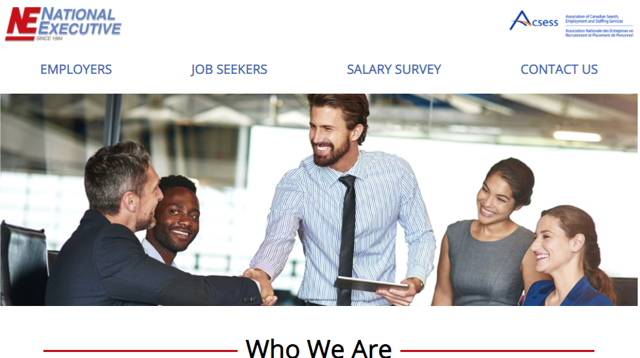 NE NATIONAL
EXECUTIVE
SINCE 1984
Acsess
Association of Canadian Search,
Employment and Staffing Services
Association Nationale des Entreprises en
Recrutement et Placement de Personnel
EMPLOYERS
JOB SEEKERS
SALARY SURVEY
CONTACT US
Who We Are